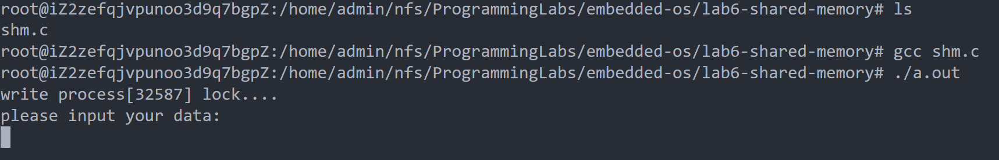 root@iZ2zefqjvpunoo3d9q7bgpZ:/home/admin/nfs/ProgrammingLabs/embedded-os/lab6-shared-memory# ls
shm.c
root@iZ2zefqjvpunoo3d9q7bgpZ:/home/admin/nfs/ProgrammingLabs/embedded-os/lab6-shared-memory# gcc shm.c
root@iZ2zefqjvpunoo3d9q7bgpZ:/home/admin/nfs/ProgrammingLabs/embedded-os/lab6-shared-memory# ./a.out
write process[32587] lock....
please input your data: